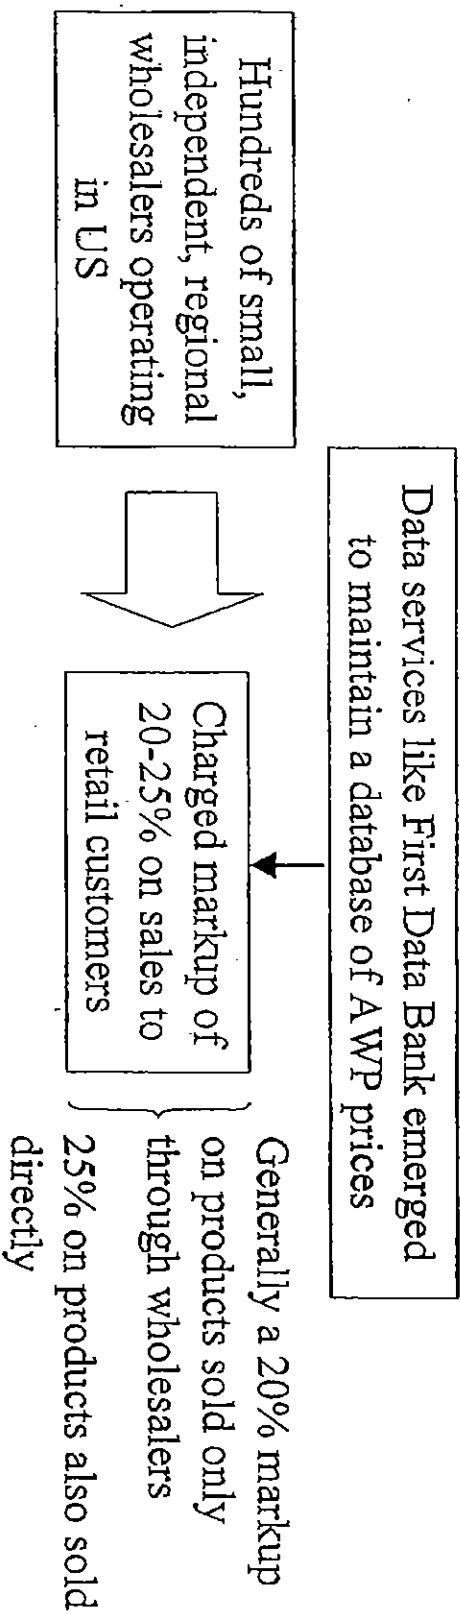 Data services like First Data Bank emerged
to maintain a database of AWP prices
Hundreds of small,
independent, regional
wholesalers operating
in US
Charged markup of
20-25% on sales to
retail customers
Generally a 20% markup
on products sold only
through wholesalers
25% on products also sold
directly